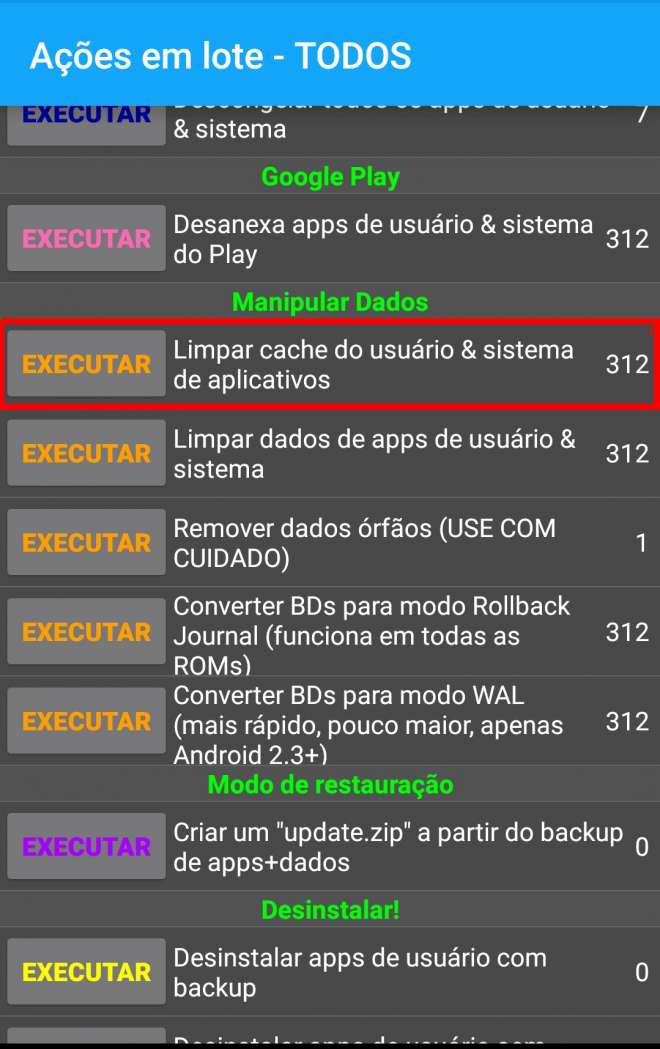 Ações em lote - TODOS
EXECUTAR
& sistema
7
Google Play
EXECUTAR
Desanexa apps de usuário & sistema
do Play
312
Manipular Dados
EXECUTAR
Limpar cache do usuário & sistema
de aplicativos
312
EXECUTAR
Limpar dados de apps de usuário &
sistema
312
EXECUTAR
Remover dados órfãos (USE COM
CUIDADO)
1
EXECUTAR
Converter BDs para modo Rollback
Journal (funciona em todas as
ROMs)
312
EXECUTAR
Converter BDs para modo WAL
(mais rápido, pouco maior, apenas
Android 2.3+)
312
Modo de restauração
EXECUTAR
Criar um "update.zip" a partir do backup
de apps+dados
0
Desinstalar!
EXECUTAR
Desinstalar apps de usuário com
backup
0